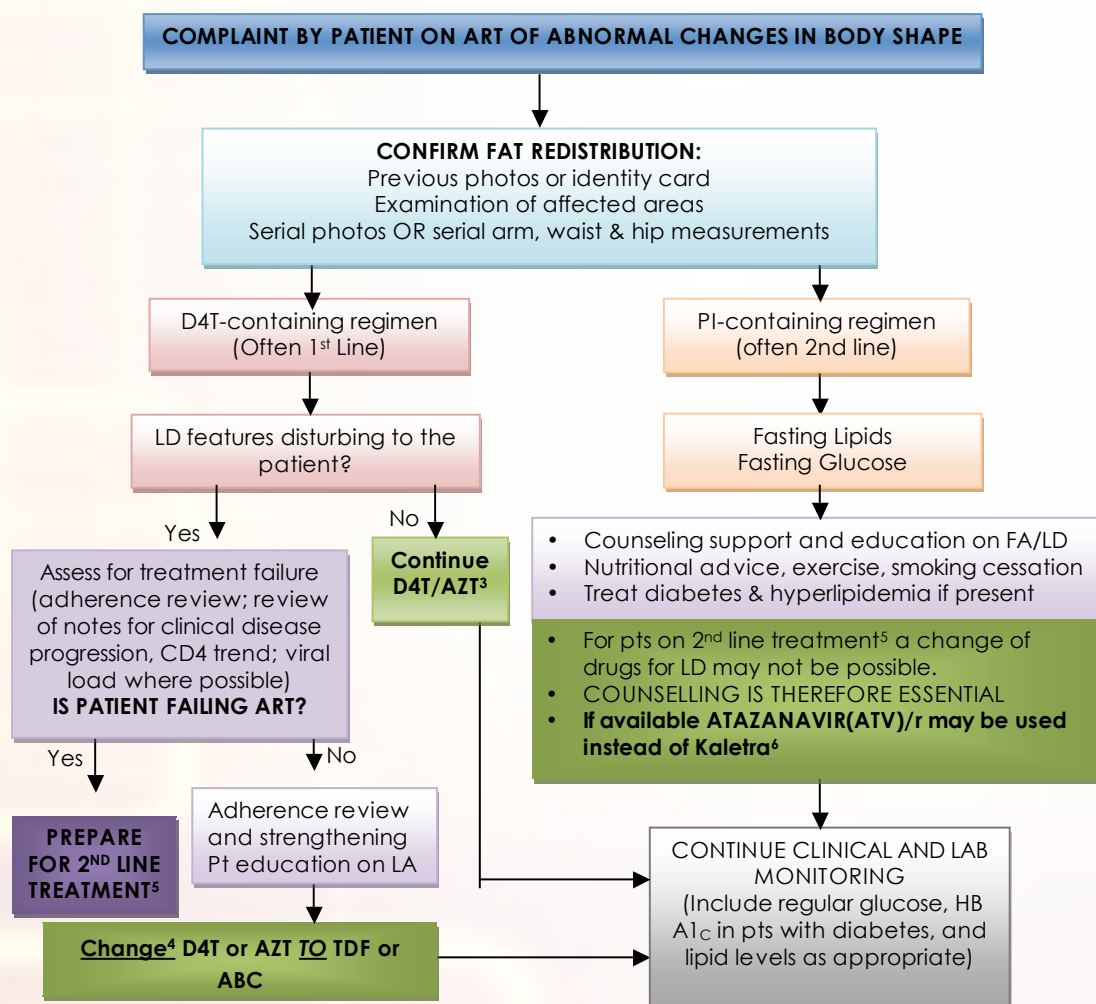 COMPLAINT BY PATIENT ON ART OF ABNORMAL CHANGES IN BODY SHAPE
CONFIRM FAT REDISTRIBUTION:
Previous photos or identity card
Examination of affected areas
Serial photos OR serial arm, waist & hip measurements
D4T-containing regimen
(Often 1st Line)
PI-containing regimen
(often 2nd line)
LD features disturbing to the
patient?
Fasting Lipids
Fasting Glucose
Yes
No
Assess for treatment failure
(adherence review; review
of notes for clinical disease
progression, CD4 trend; viral
load where possible)
IS PATIENT FAILING ART?
Continue
D4T/AZT³
• Counseling support and education on FA/LD
• Nutritional advice, exercise, smoking cessation
• Treat diabetes & hyperlipidemia if present
• For pts on 2nd line treatment⁵ a change of
drugs for LD may not be possible.
• COUNSELLING IS THEREFORE ESSENTIAL
• If available ATAZANAVIR(ATV)/r may be used
instead of Kaletra⁶
Yes
No
PREPARE
FOR 2ND LINE
TREATMENT⁵
Adherence review
and strengthening
Pt education on LA
Change⁴ D4T or AZT TO TDF or
ABC
CONTINUE CLINICAL AND LAB
MONITORING
(Include regular glucose, HB
A1C in pts with diabetes, and
lipid levels as appropriate)